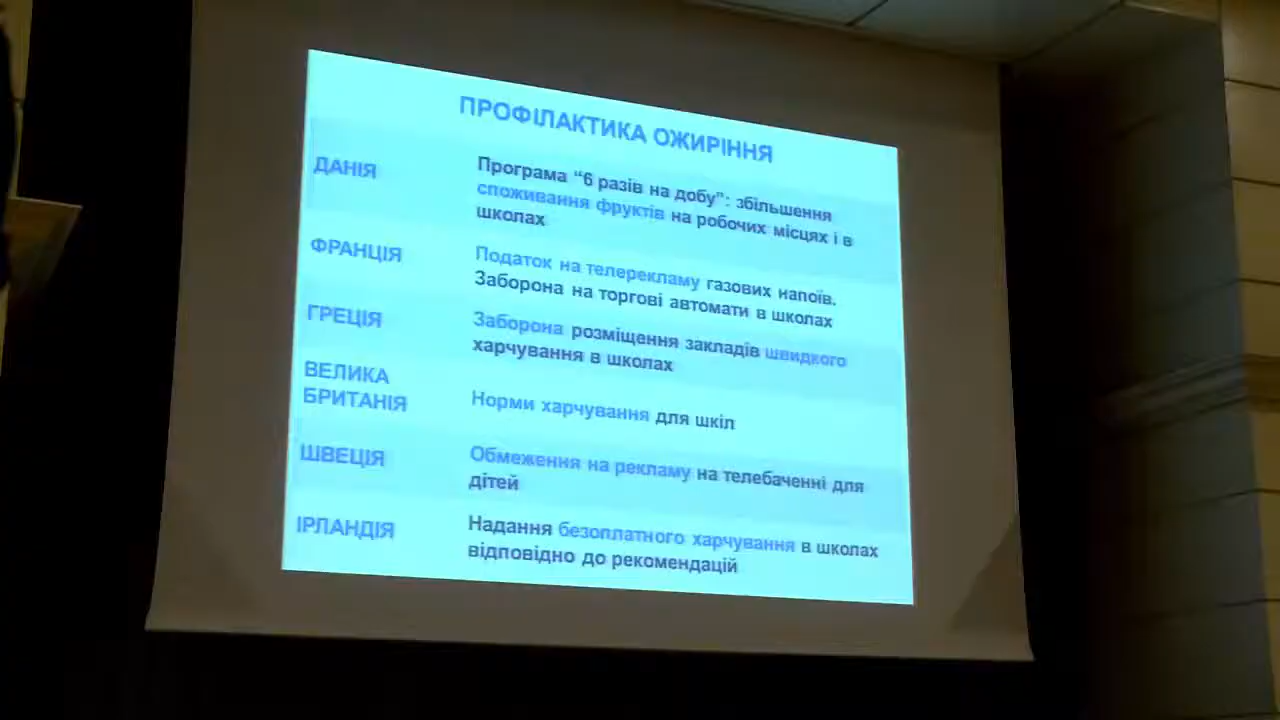 ПРОФІЛАКТИКА ОЖИРІННЯ
ДАНІЯ
Програма “6 разів на добу”: збільшення
споживання фруктів на робочих місцях і в
школах
ФРАНЦІЯ
Податок на телерекламу газових напоїв.
Заборона на торгові автомати в школах
ГРЕЦІЯ
Заборона розміщення закладів швидкого
харчування в школах
ВЕЛИКА
БРИТАНІЯ
Норми харчування для шкіл
ШВЕЦІЯ
Обмеження на рекламу на телебаченні для
дітей
ІРЛАНДІЯ
Надання безоплатного харчування в школах
відповідно до рекомендацій